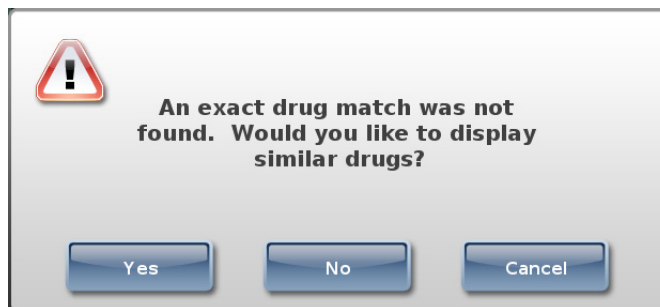 An exact drug match was not
found.  Would you like to display
similar drugs?
Yes No Cancel